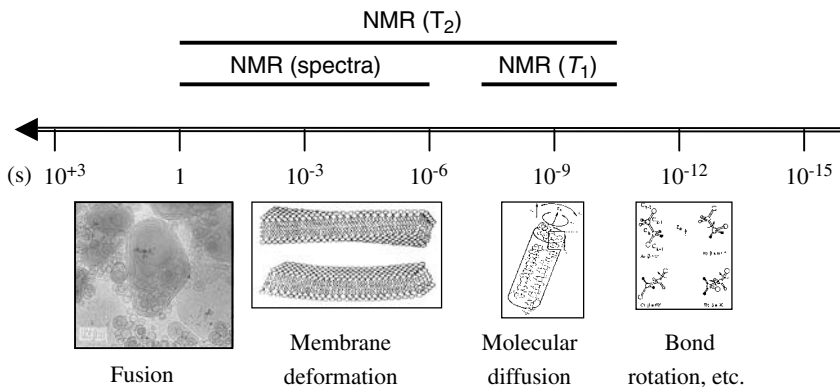 NMR (T₂)
NMR (spectra) NMR (T₁)
(s) 10⁺³ 1 10⁻³ 10⁻⁶ 10⁻⁹ 10⁻¹² 10⁻¹⁵
Fusion Membrane deformation Molecular diffusion Bond rotation, etc.